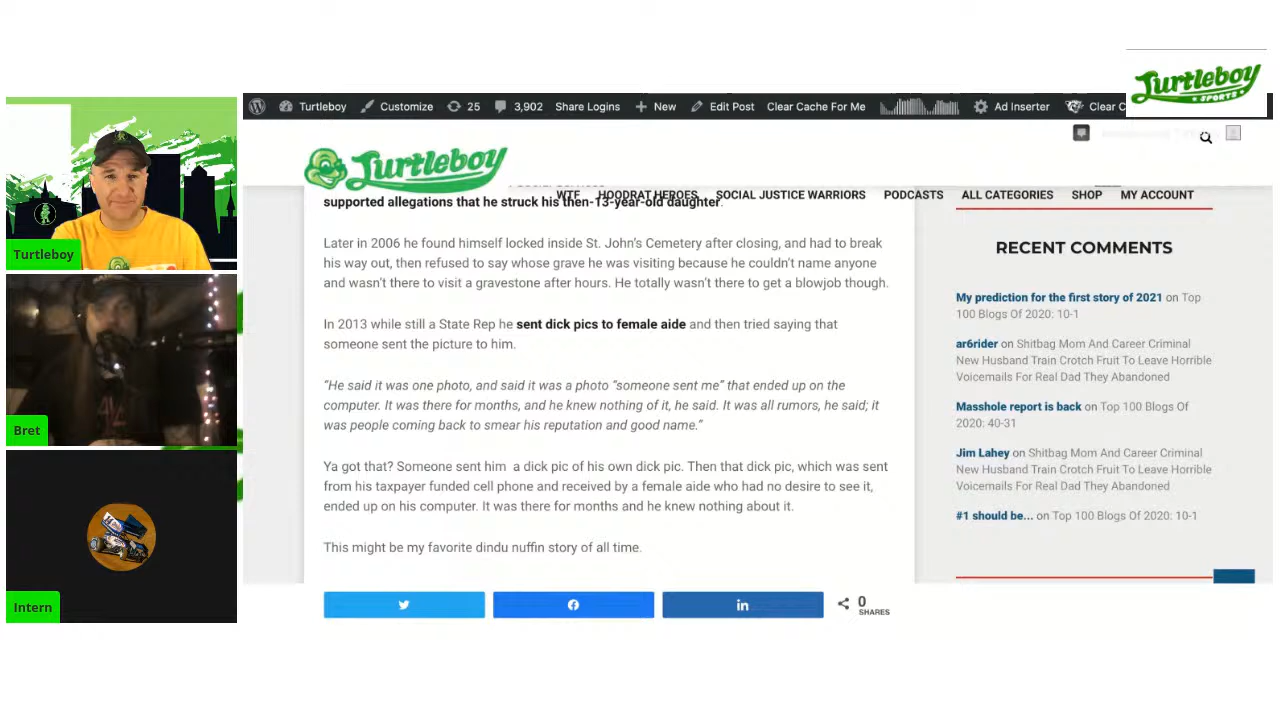 Turtleboy
SPORTS
Turtleboy
Customize
25
3,902
Share Logins
New
Edit Post
Clear Cache For Me
Ad Inserter
Clear C
Turtleboy
WTF
HOODRAT HEROES
SOCIAL JUSTICE WARRIORS
PODCASTS
ALL CATEGORIES
SHOP
MY ACCOUNT
supported allegations that he struck his then-13-year-old daughter.
Later in 2006 he found himself locked inside St. John's Cemetery after closing, and had to break
his way out, then refused to say whose grave he was visiting because he couldn't name anyone
and wasn't there to visit a gravestone after hours. He totally wasn't there to get a blowjob though.
In 2013 while still a State Rep he sent dick pics to female aide and then tried saying that
someone sent the picture to him.
“He said it was one photo, and said it was a photo “someone sent me” that ended up on the
computer. It was there for months, and he knew nothing of it, he said. It was all rumors, he said; it
was people coming back to smear his reputation and good name.”
Ya got that? Someone sent him a dick pic of his own dick pic. Then that dick pic, which was sent
from his taxpayer funded cell phone and received by a female aide who had no desire to see it,
ended up on his computer. It was there for months and he knew nothing about it.
This might be my favorite dindu nuffin story of all time.
0
SHARES
RECENT COMMENTS
My prediction for the first story of 2021 on Top
100 Blogs Of 2020: 10-1
ar6rider on Shitbag Mom And Career Criminal
New Husband Train Crotch Fruit To Leave Horrible
Voicemails For Real Dad They Abandoned
Masshole report is back on Top 100 Blogs Of
2020: 40-31
Jim Lahey on Shitbag Mom And Career Criminal
New Husband Train Crotch Fruit To Leave Horrible
Voicemails For Real Dad They Abandoned
#1 should be... on Top 100 Blogs Of 2020: 10-1
Turtleboy
Bret
Intern